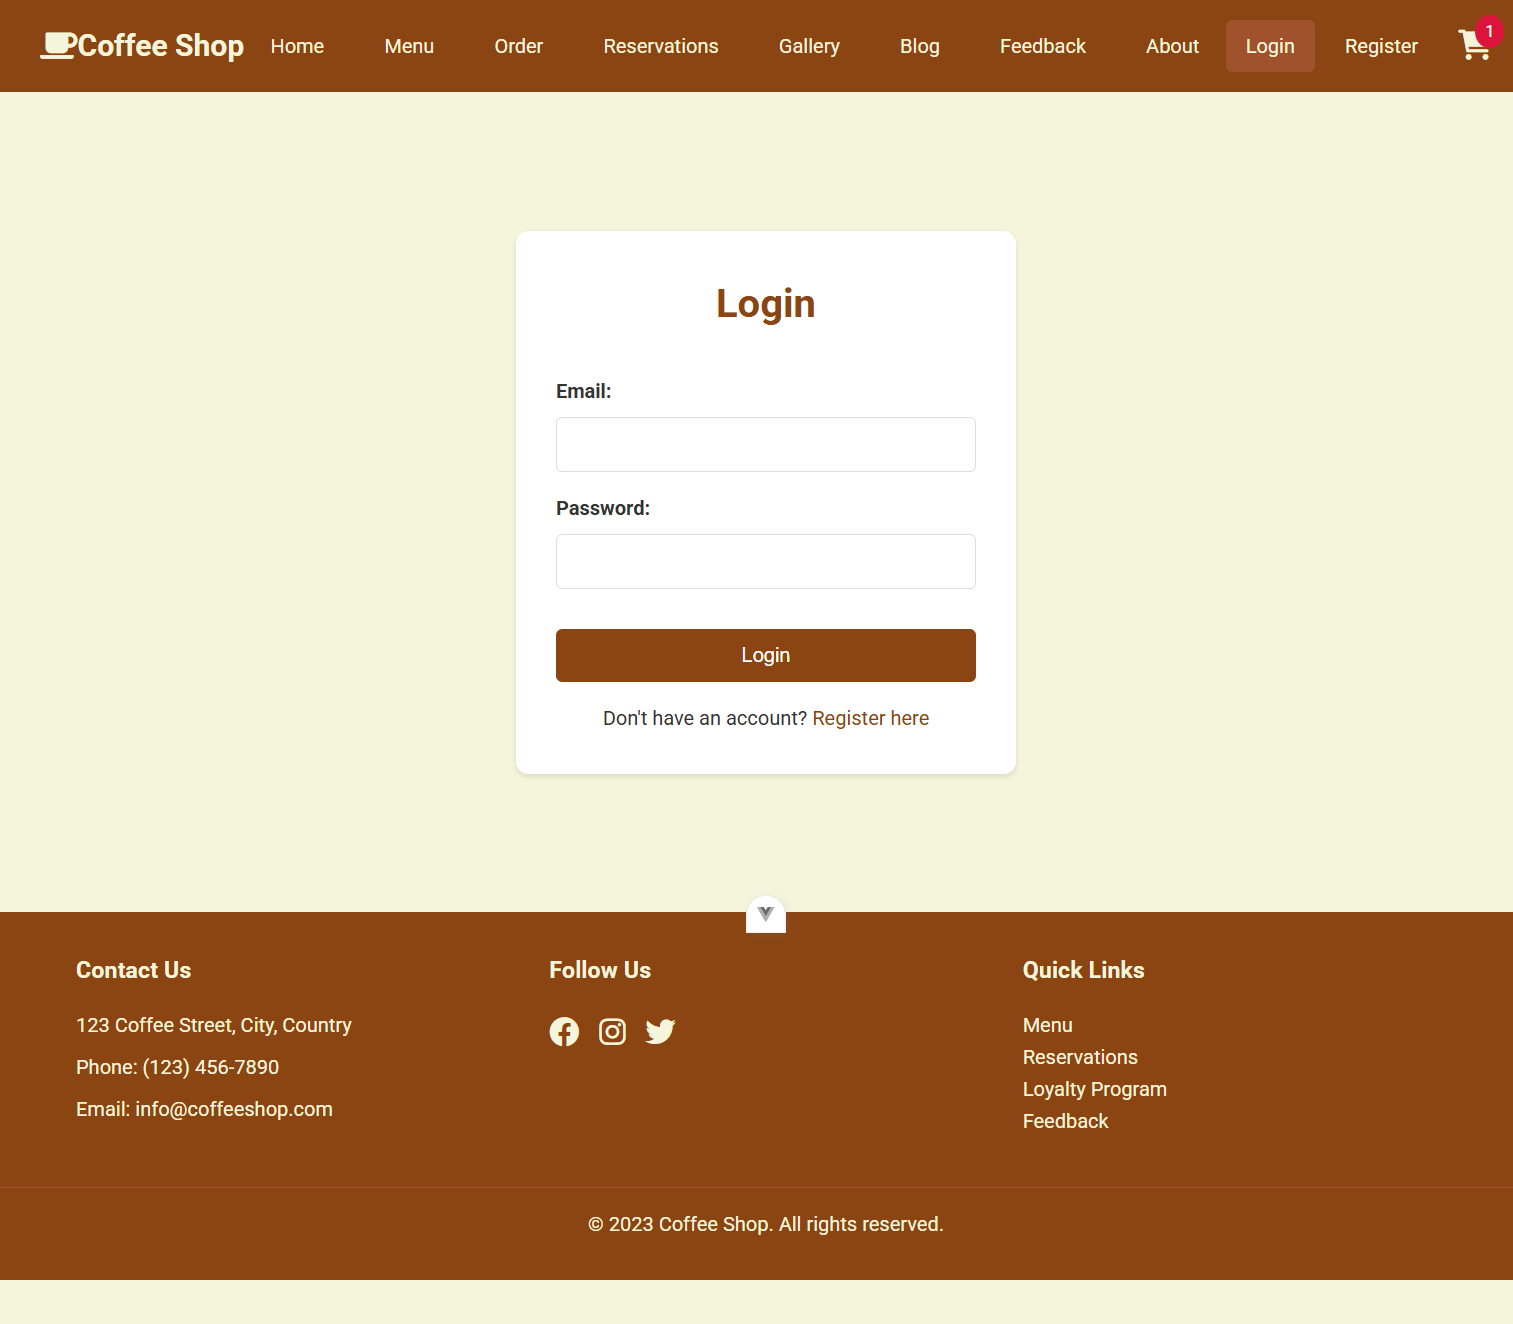 Coffee Shop Home Menu Order Reservations Gallery Blog Feedback About Login Register 1
Login
Email:
Password:
Login
Don't have an account? Register here
Contact Us
123 Coffee Street, City, Country
Phone: (123) 456-7890
Email: info@coffeeshop.com
Follow Us
Quick Links
Menu
Reservations
Loyalty Program
Feedback
© 2023 Coffee Shop. All rights reserved.